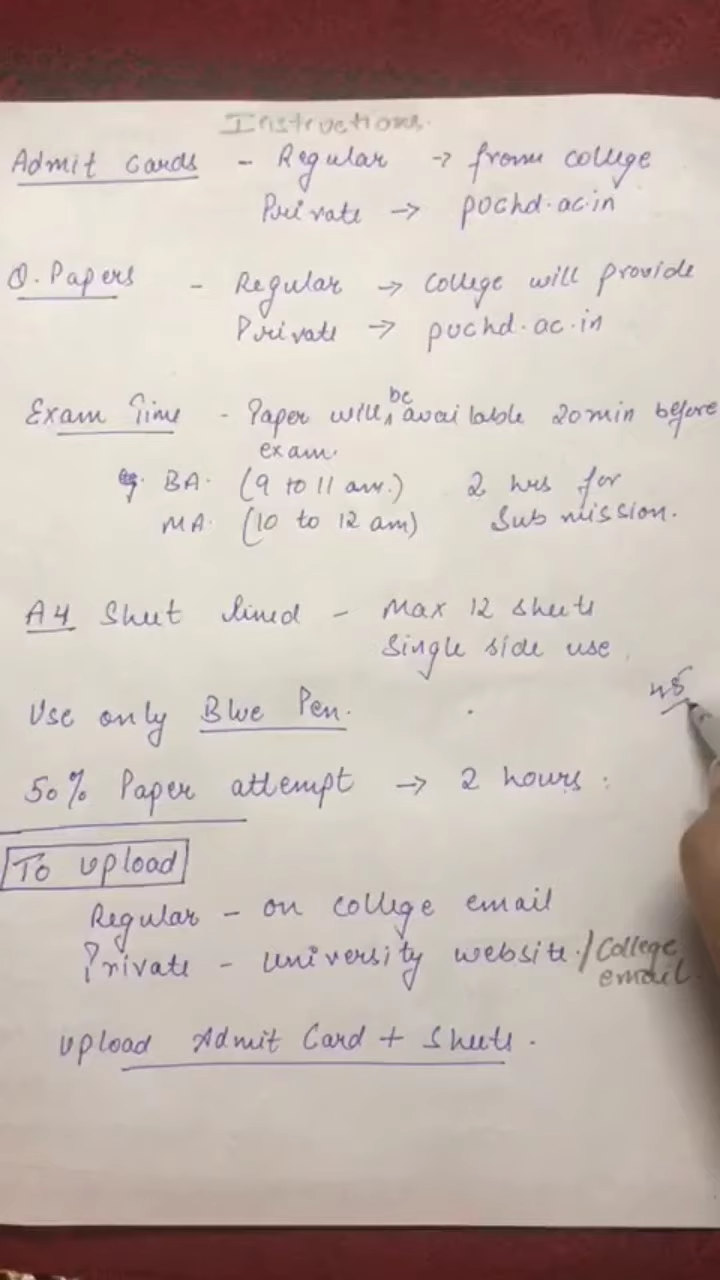 Instructions.
Admit Cards - Regular → from college
Private → puchd.ac.in
Q. Papers - Regular → College will provide
Private → puchd.ac.in
Exam Time - Paper will be available 20 min before
exam.
eg. BA. (9 to 11 am.) 2 hrs for
MA. (10 to 12 am) Submission.
A4 Sheet lined - Max 12 sheets
Single side use.
Use only Blue Pen.
50% Paper attempt → 2 hours.
To Upload
Regular - on college email
Private - University website./College
email.
Upload Admit Card + Sheets.